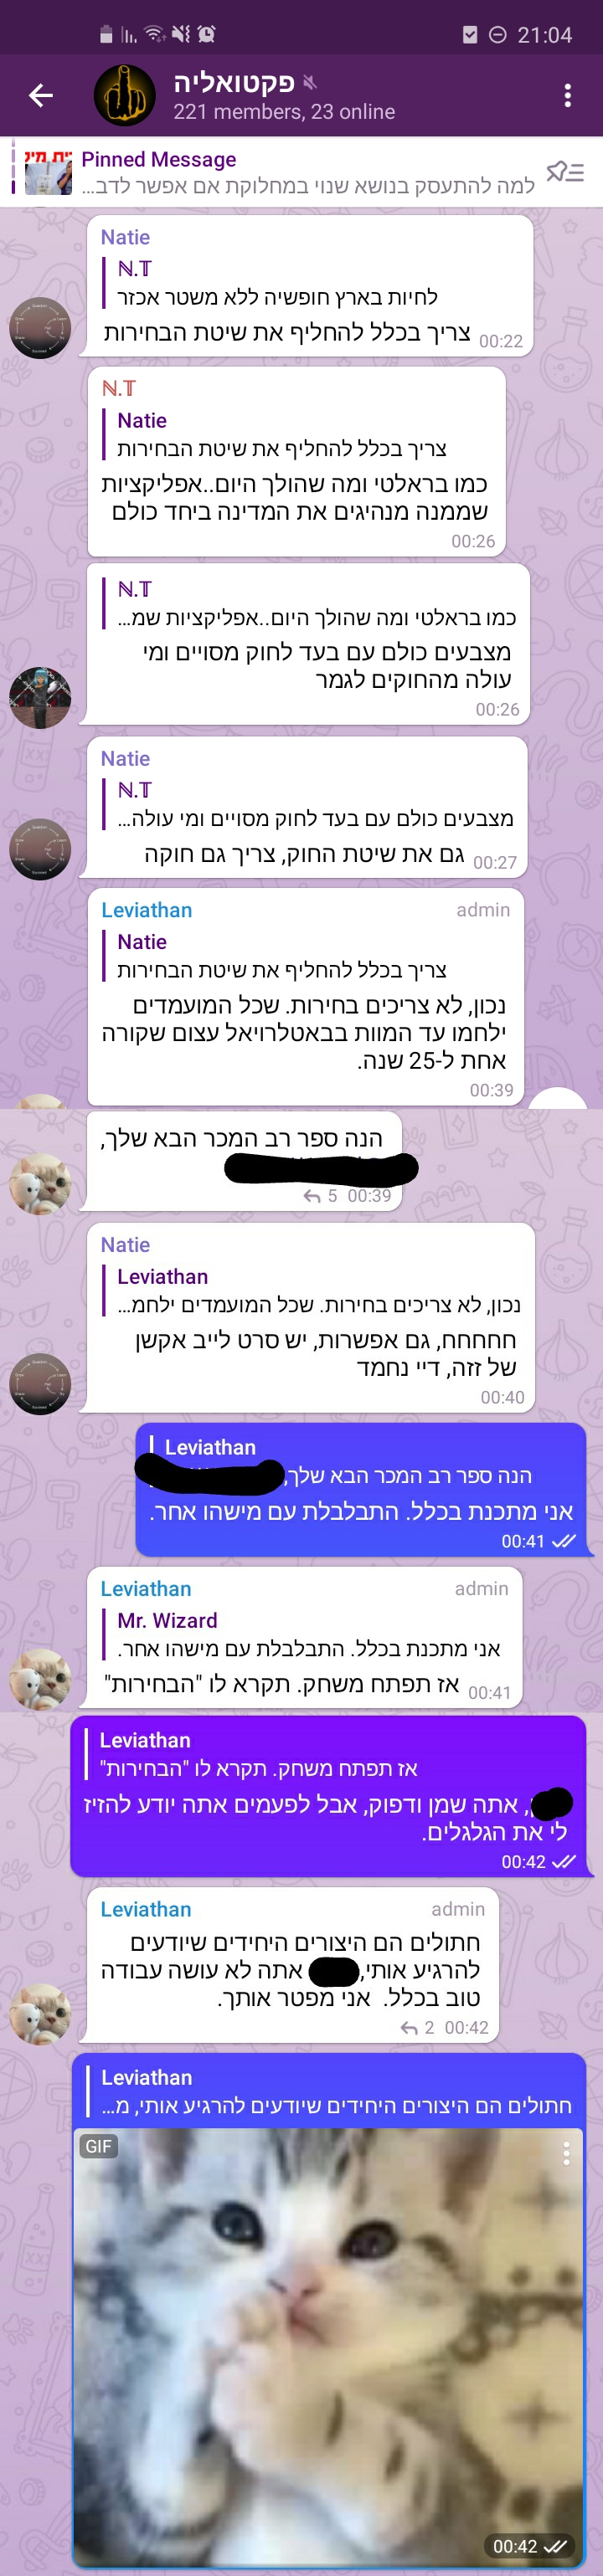 21:04
פקטואליה
221 members, 23 online
ית מיק
Pinned Message
למה להתעסק בנושא שנוי במחלוקת אם אפשר לדב...
Natie
N.T
לחיות בארץ חופשיה ללא משטר אכזר
צריך בכלל להחליף את שיטת הבחירות
00:22
N.T
Natie
צריך בכלל להחליף את שיטת הבחירות
כמו בראלטי ומה שהולך היום..אפליקציות
שממנה מנהיגים את המדינה ביחד כולם
00:26
N.T
כמו בראלטי ומה שהולך היום..אפליקציות שמ...
מצבעים כולם עם בעד לחוק מסויים ומי
עולה מהחוקים לגמר
00:26
Natie
N.T
מצבעים כולם עם בעד לחוק מסויים ומי עולה...
גם את שיטת החוק, צריך גם חוקה
00:27
Leviathan admin
Natie
צריך בכלל להחליף את שיטת הבחירות
נכון, לא צריכים בחירות. שכל המועמדים
ילחמו עד המוות בבאטלרויאל עצום שקורה
אחת ל-25 שנה.
00:39
הנה ספר רב המכר הבא שלך,
5 00:39
Natie
Leviathan
נכון, לא צריכים בחירות. שכל המועמדים ילחמ...
חחחחח, גם אפשרות, יש סרט לייב אקשן
של זזה, דיי נחמד
00:40
Leviathan
הנה ספר רב המכר הבא שלך,
אני מתכנת בכלל. התבלבלת עם מישהו אחר.
00:41
Leviathan admin
Mr. Wizard
אני מתכנת בכלל. התבלבלת עם מישהו אחר.
אז תפתח משחק. תקרא לו "הבחירות"
00:41
Leviathan
אז תפתח משחק. תקרא לו "הבחירות"
, אתה שמן ודפוק, אבל לפעמים אתה יודע להזיז
לי את הגלגלים.
00:42
Leviathan admin
חתולים הם היצורים היחידים שיודעים
להרגיע אותי, אתה לא עושה עבודה
טוב בכלל. אני מפטר אותך.
2 00:42
Leviathan
חתולים הם היצורים היחידים שיודעים להרגיע אותי, מ...
GIF
00:42